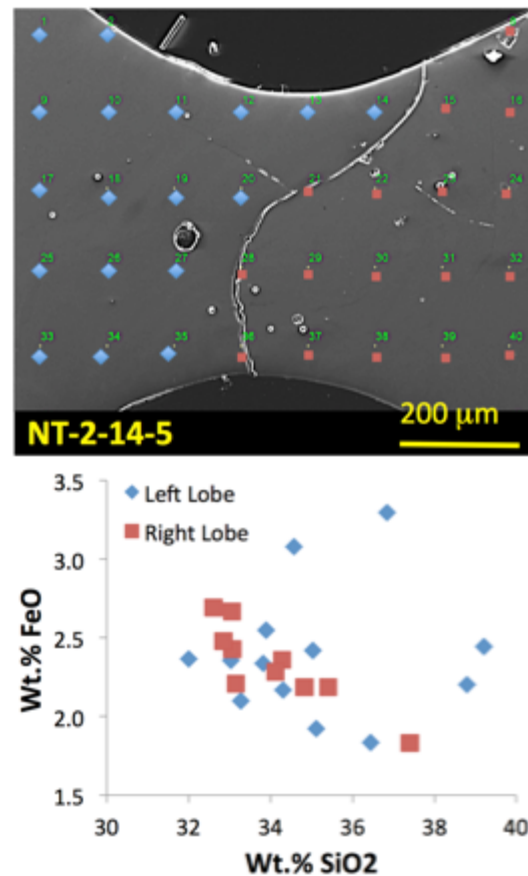 1 2 8
9 10 11 12 13 14 15 16
17 18 19 20 21 22 23 24
25 26 27 28 29 30 31 32
33 34 35 36 37 38 39 40
NT-2-14-5 200 μm
3.5
3.0
2.5
2.0
1.5
Wt.% FeO
Left Lobe
Right Lobe
30 32 34 36 38 40
Wt.% SiO2